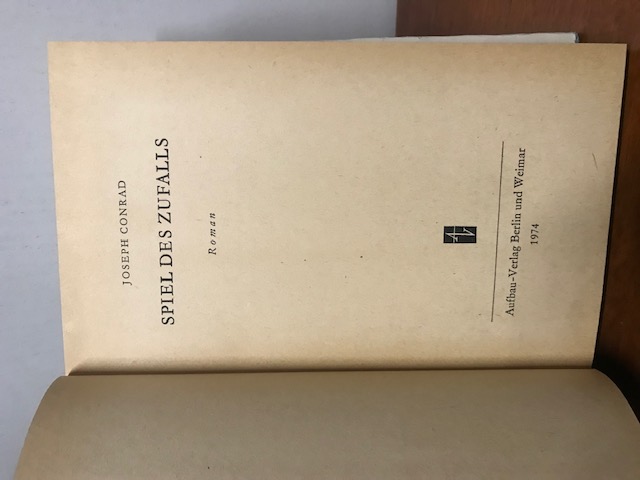 JOSEPH CONRAD
SPIEL DES ZUFALLS
Roman
Aufbau-Verlag Berlin und Weimar
1974